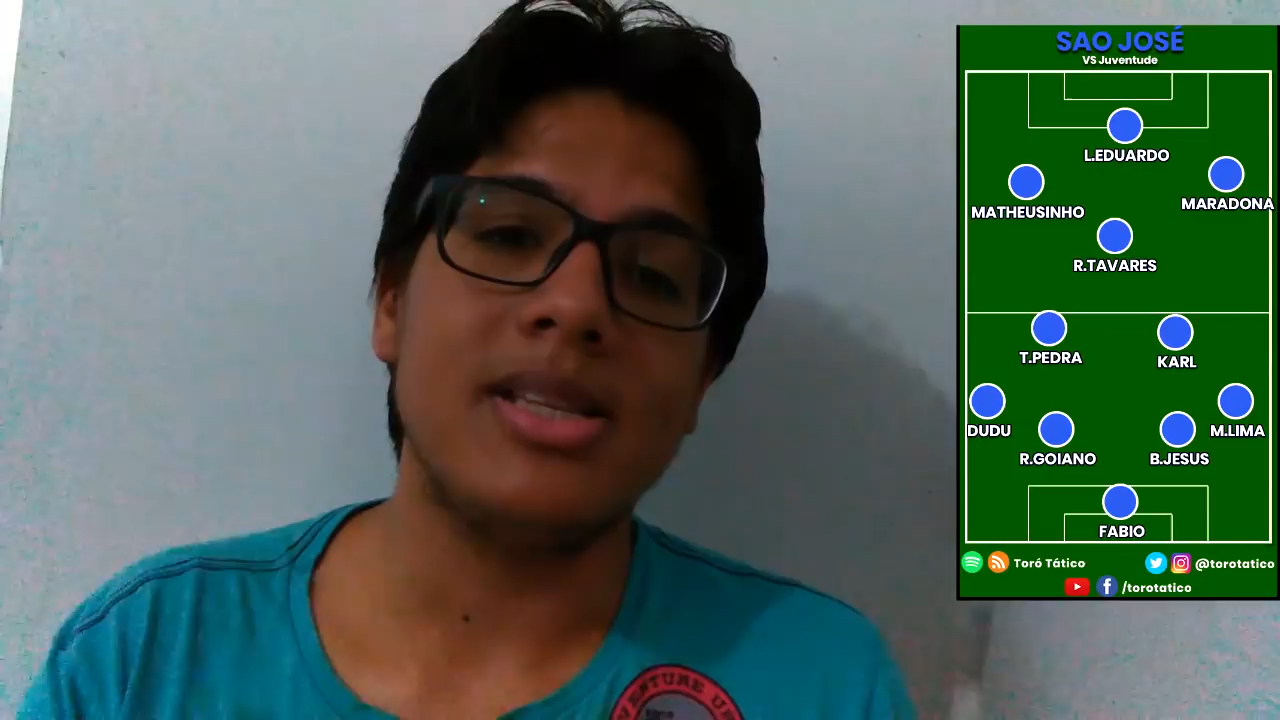 SAO JOSÉ
VS Juventude
L.EDUARDO
MATHEUSINHO
MARADONA
R.TAVARES
T.PEDRA
KARL
DUDU
M.LIMA
R.GOIANO
B.JESUS
FABIO
Toró Tático
@torotatico
/torotatico